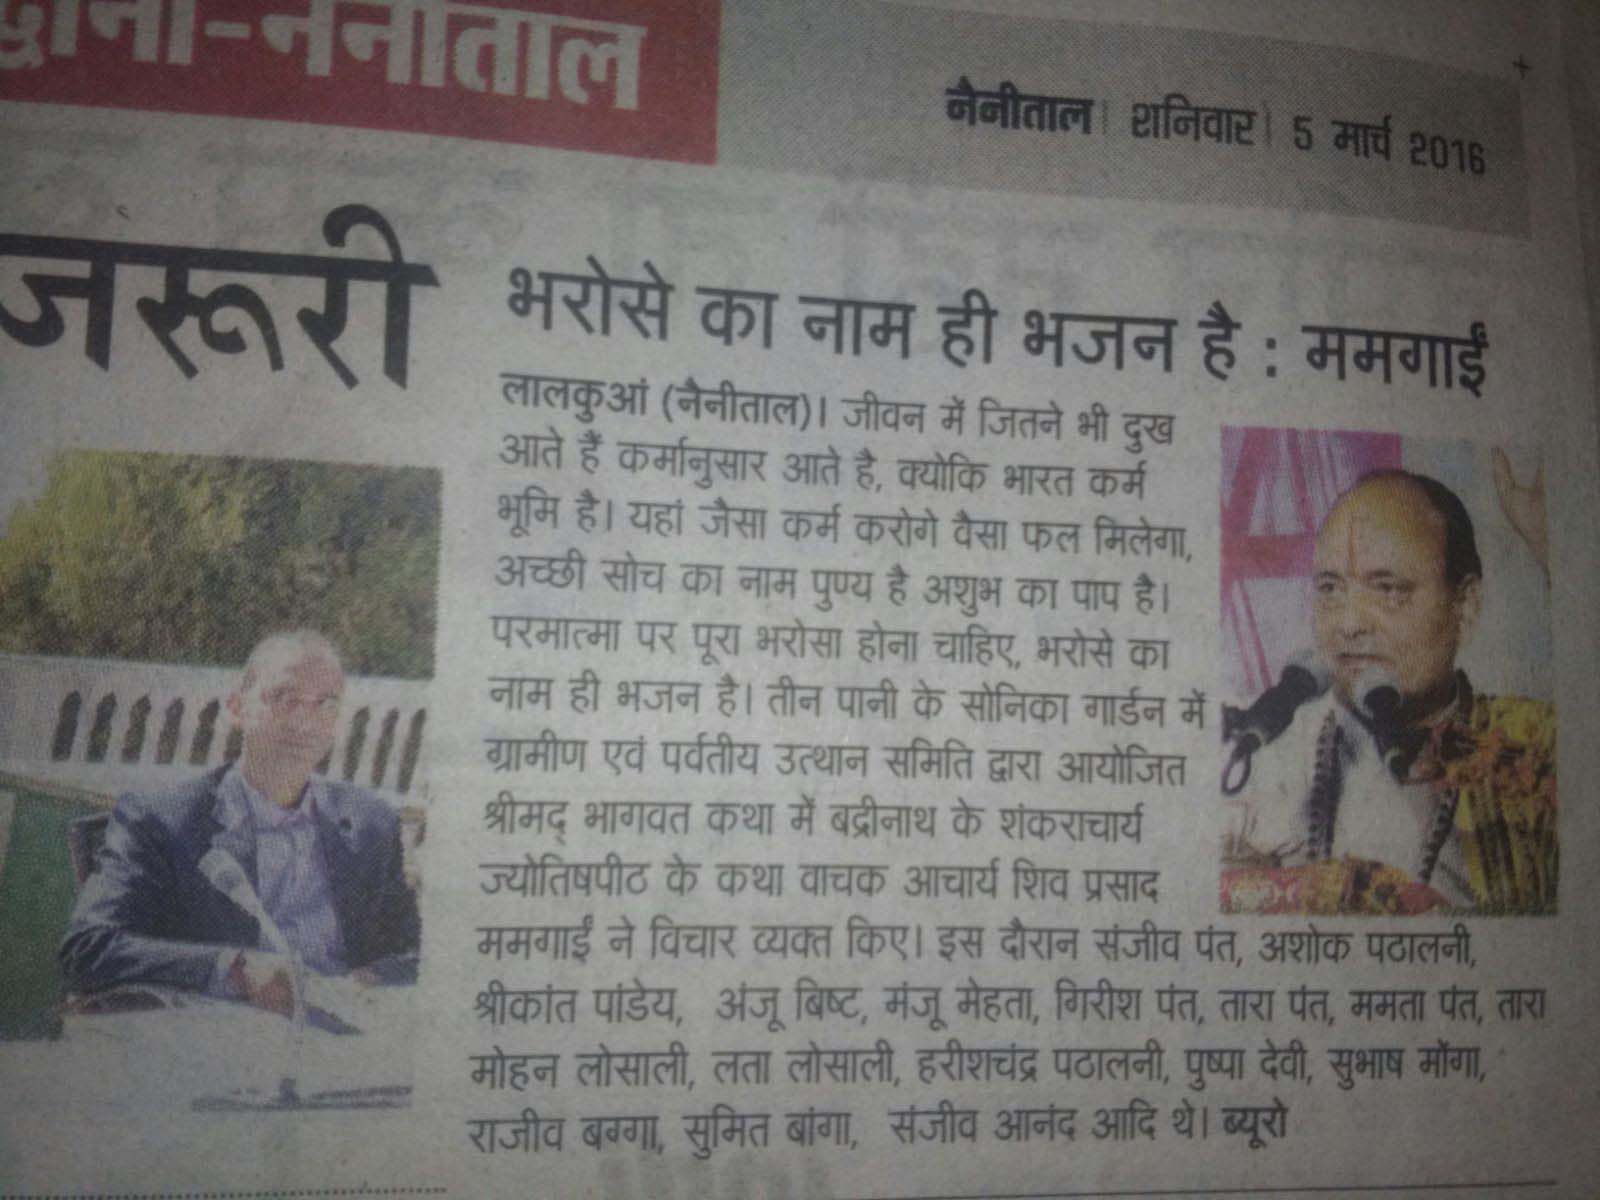 द्वानी-नैनीताल
नैनीताल | शनिवार | 5 मार्च 2016
जरूरी
भरोसे का नाम ही भजन है : ममगाईं
लालकुआं (नैनीताल)। जीवन में जितने भी दुख
आते हैं कर्मानुसार आते है, क्योकि भारत कर्म
भूमि है। यहां जैसा कर्म करोगे वैसा फल मिलेगा,
अच्छी सोच का नाम पुण्य है अशुभ का पाप है।
परमात्मा पर पूरा भरोसा होना चाहिए, भरोसे का
नाम ही भजन है। तीन पानी के सोनिका गार्डन में
ग्रामीण एवं पर्वतीय उत्थान समिति द्वारा आयोजित
श्रीमद् भागवत कथा में बद्रीनाथ के शंकराचार्य
ज्योतिषपीठ के कथा वाचक आचार्य शिव प्रसाद
ममगाईं ने विचार व्यक्त किए। इस दौरान संजीव पंत, अशोक पठालनी,
श्रीकांत पांडेय, अंजू बिष्ट, मंजू मेहता, गिरीश पंत, तारा पंत, ममता पंत, तारा
मोहन लोसाली, लता लोसाली, हरीशचंद्र पठालनी, पुष्पा देवी, सुभाष मोंगा,
राजीव बग्गा, सुमित बांगा, संजीव आनंद आदि थे। ब्यूरो